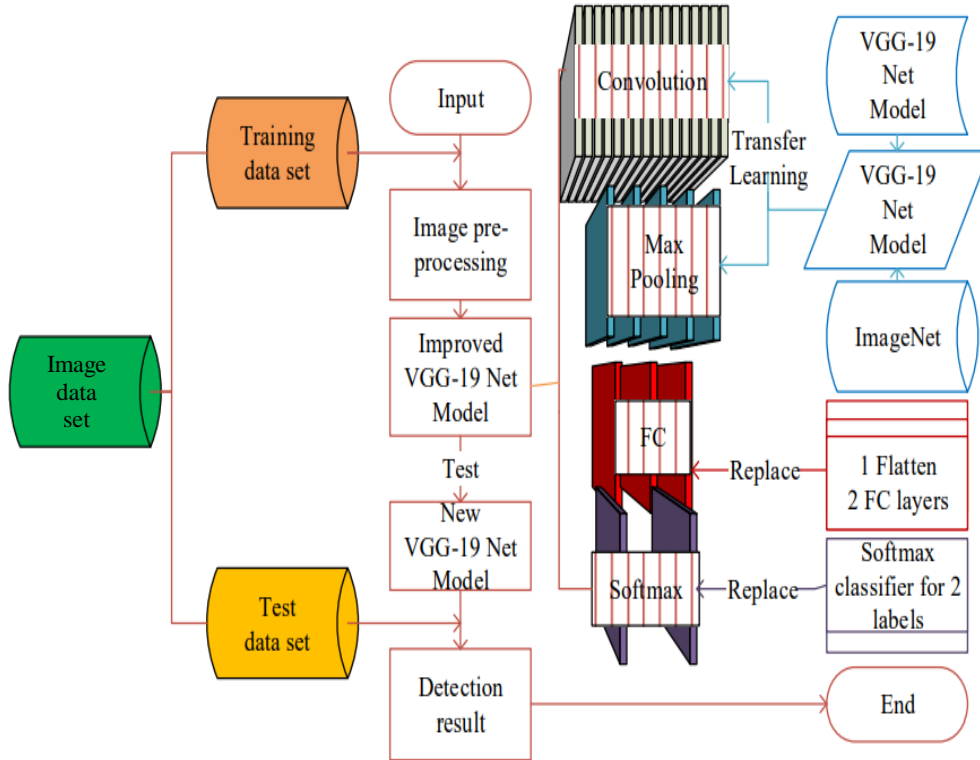 Input
Training
data set
Image pre-
processing
Image
data
set
Improved
VGG-19 Net
Model
Test
New
VGG-19 Net
Model
Test
data set
Detection
result
Convolution
Transfer
Learning
Max
Pooling
FC
Replace
Softmax
Replace
VGG-19
Net
Model
VGG-19
Net
Model
ImageNet
1 Flatten
2 FC layers
Softmax
classifier for 2
labels
End